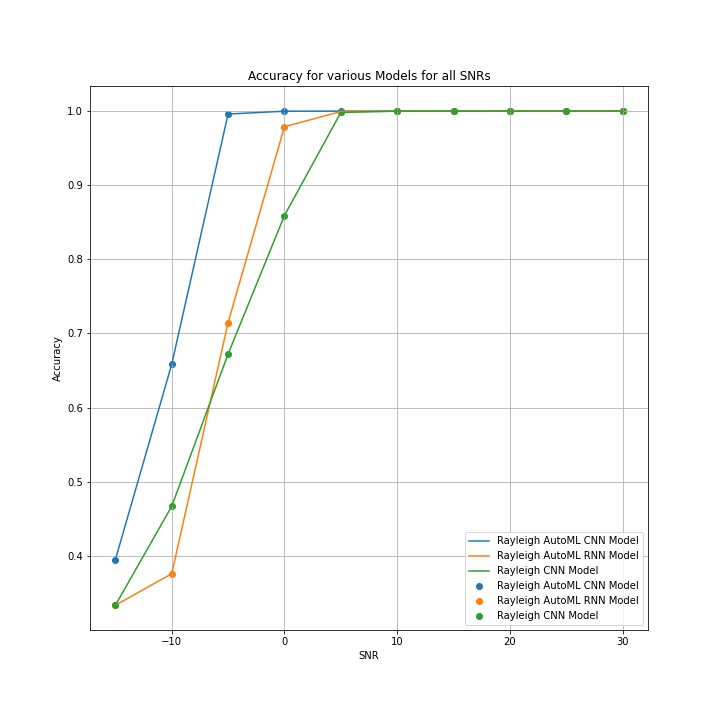 Accuracy for various Models for all SNRs
1.0
0.9
0.8
0.7
0.6
0.5
0.4
Accuracy
−10
0
10
20
30
SNR
Rayleigh AutoML CNN Model
Rayleigh AutoML RNN Model
Rayleigh CNN Model
Rayleigh AutoML CNN Model
Rayleigh AutoML RNN Model
Rayleigh CNN Model